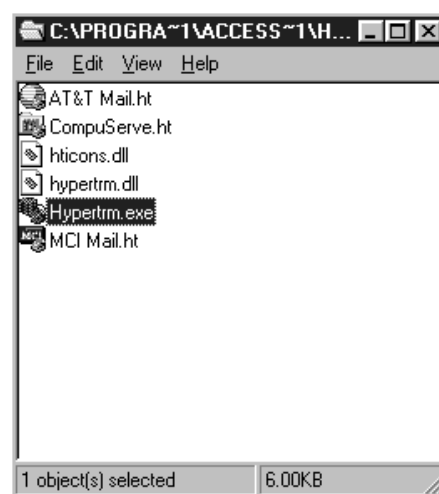 C:\PROGRA~1\ACCESS~1\H...
File Edit View Help
AT&T Mail.ht
CompuServe.ht
hticons.dll
hypertrm.dll
Hypertrm.exe
MCI Mail.ht
1 object(s) selected 6.00KB